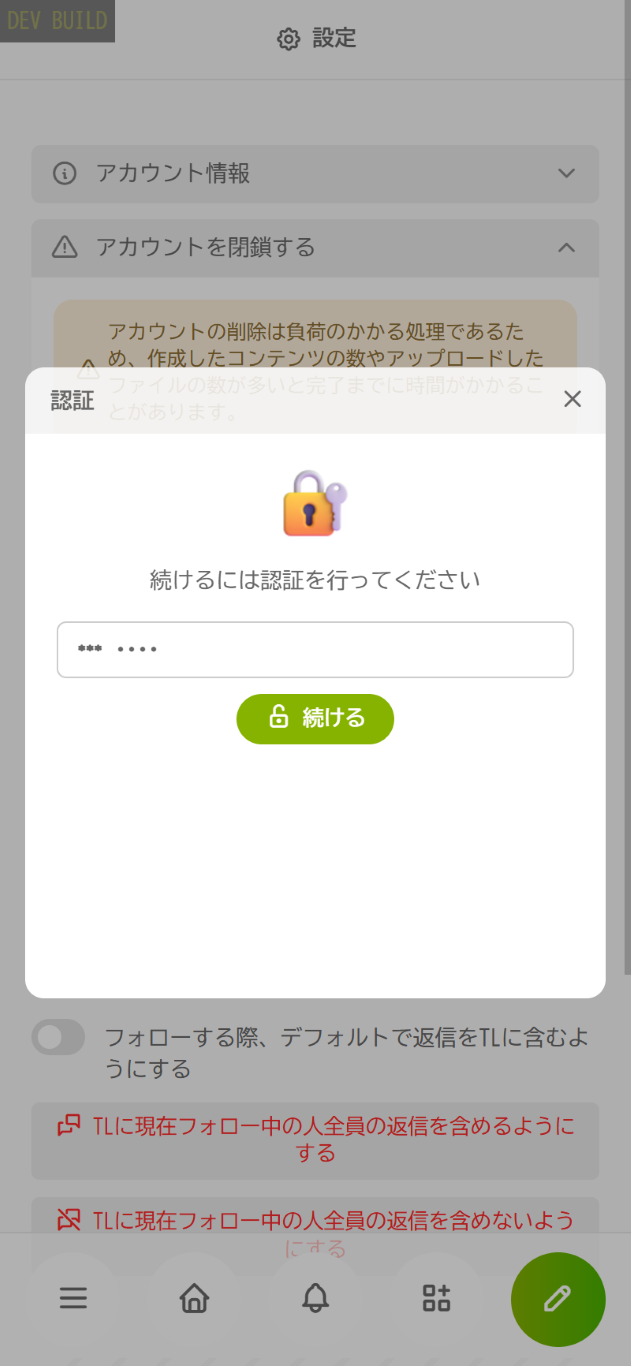 DEV BUILD
設定
アカウント情報
アカウントを閉鎖する
アカウントの削除は負荷のかかる処理であるた
め、作成したコンテンツの数やアップロードした
ファイルの数が多いと完了までに時間がかかるこ
とがあります。
認証
続けるには認証を行ってください
*** ••••
続ける
フォローする際、デフォルトで返信をTLに含むよ
うにする
TLに現在フォロー中の人全員の返信を含めるように
する
TLに現在フォロー中の人全員の返信を含めないよう
にする